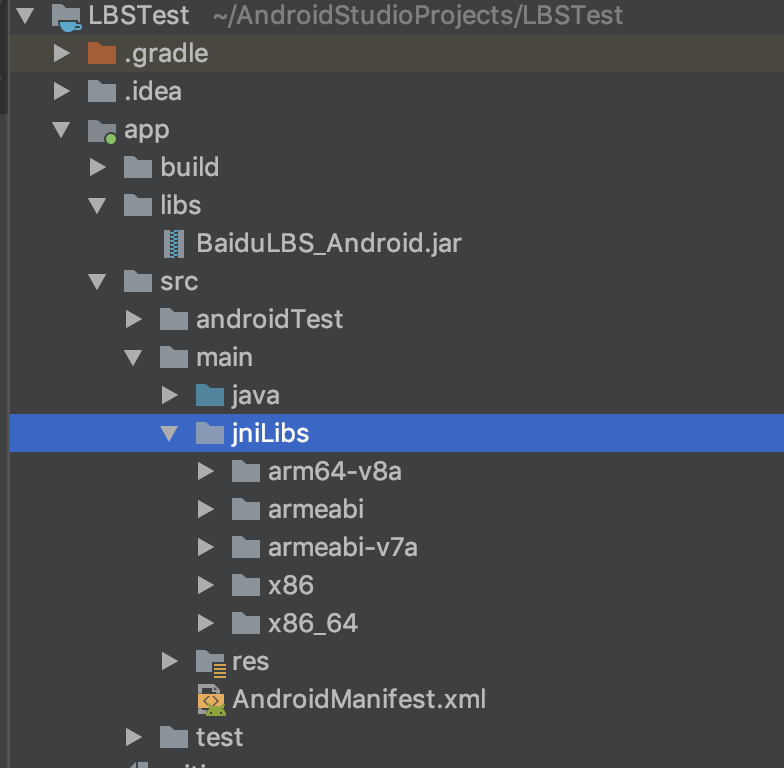 LBSTest ~/AndroidStudioProjects/LBSTest
.gradle
.idea
app
build
libs
BaiduLBS_Android.jar
src
androidTest
main
java
jniLibs
arm64-v8a
armeabi
armeabi-v7a
x86
x86_64
res
AndroidManifest.xml
test